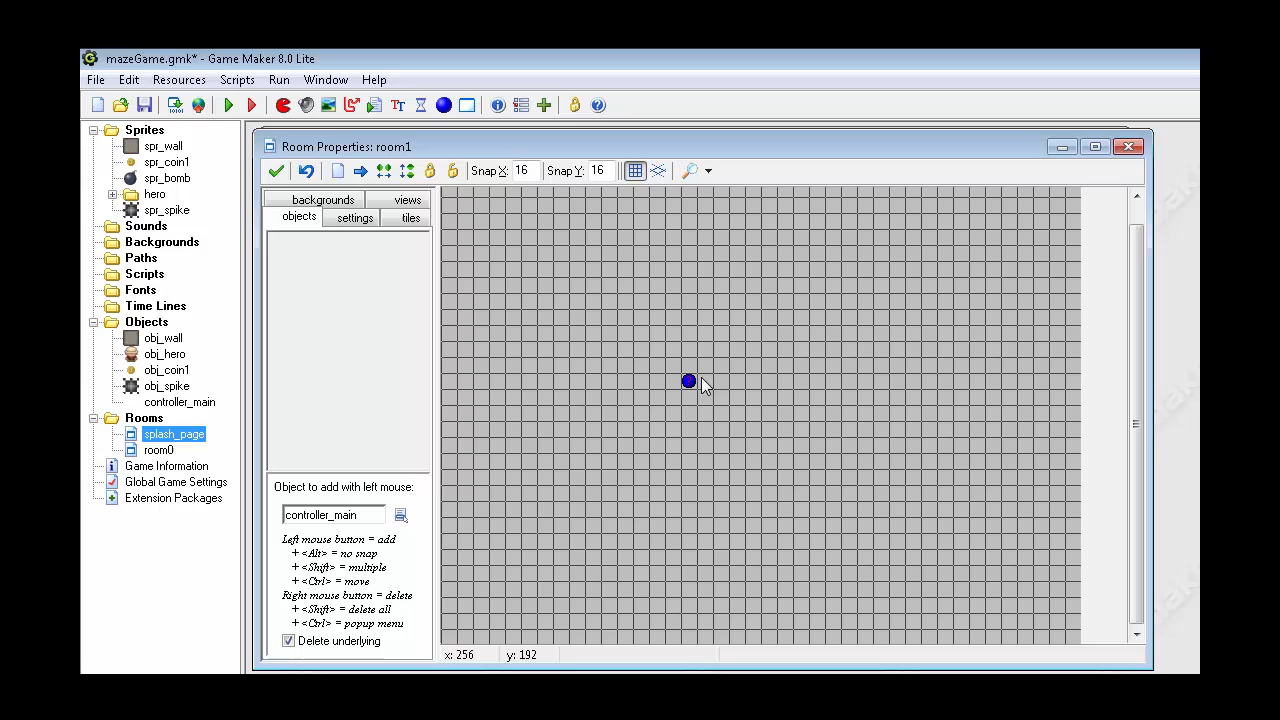 mazeGame.gmk* - Game Maker 8.0 Lite
File Edit Resources Scripts Run Window Help
Sprites
spr_wall
spr_coin1
spr_bomb
hero
spr_spike
Sounds
Backgrounds
Paths
Scripts
Fonts
Time Lines
Objects
obj_wall
obj_hero
obj_coin1
obj_spike
controller_main
Rooms
splash_page
room0
Game Information
Global Game Settings
Extension Packages
Room Properties: room1
Snap X: 16 Snap Y: 16
backgrounds views
objects settings tiles
Object to add with left mouse:
controller_main
Left mouse button = add
+ <Alt> = no snap
+ <Shift> = multiple
+ <Ctrl> = move
Right mouse button = delete
+ <Shift> = delete all
+ <Ctrl> = popup menu
Delete underlying
x: 256 y: 192